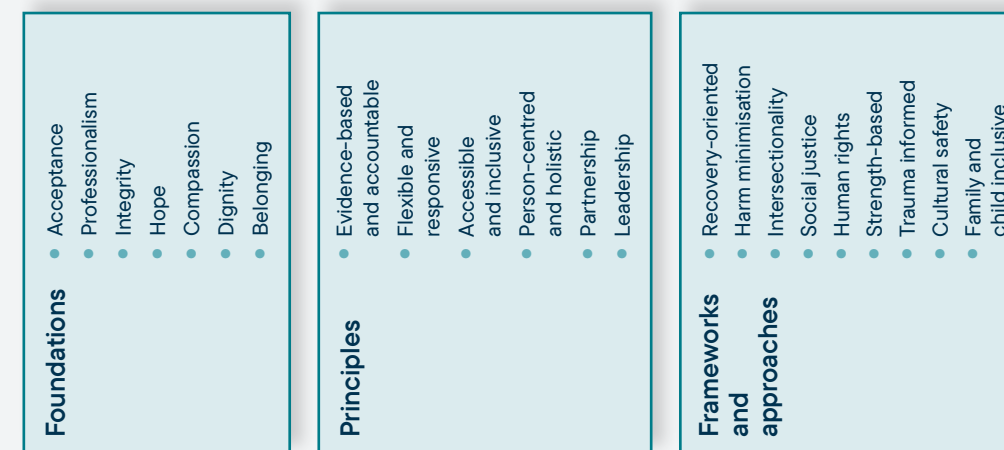 Foundations
Acceptance
Professionalism
Integrity
Hope
Compassion
Dignity
Belonging
Principles
Evidence-based
and accountable
Flexible and
responsive
Accessible
and inclusive
Person-centred
and holistic
Partnership
Leadership
Frameworks
and
approaches
Recovery-oriented
Harm minimisation
Intersectionality
Social justice
Human rights
Strength-based
Trauma informed
Cultural safety
Family and
child inclusive